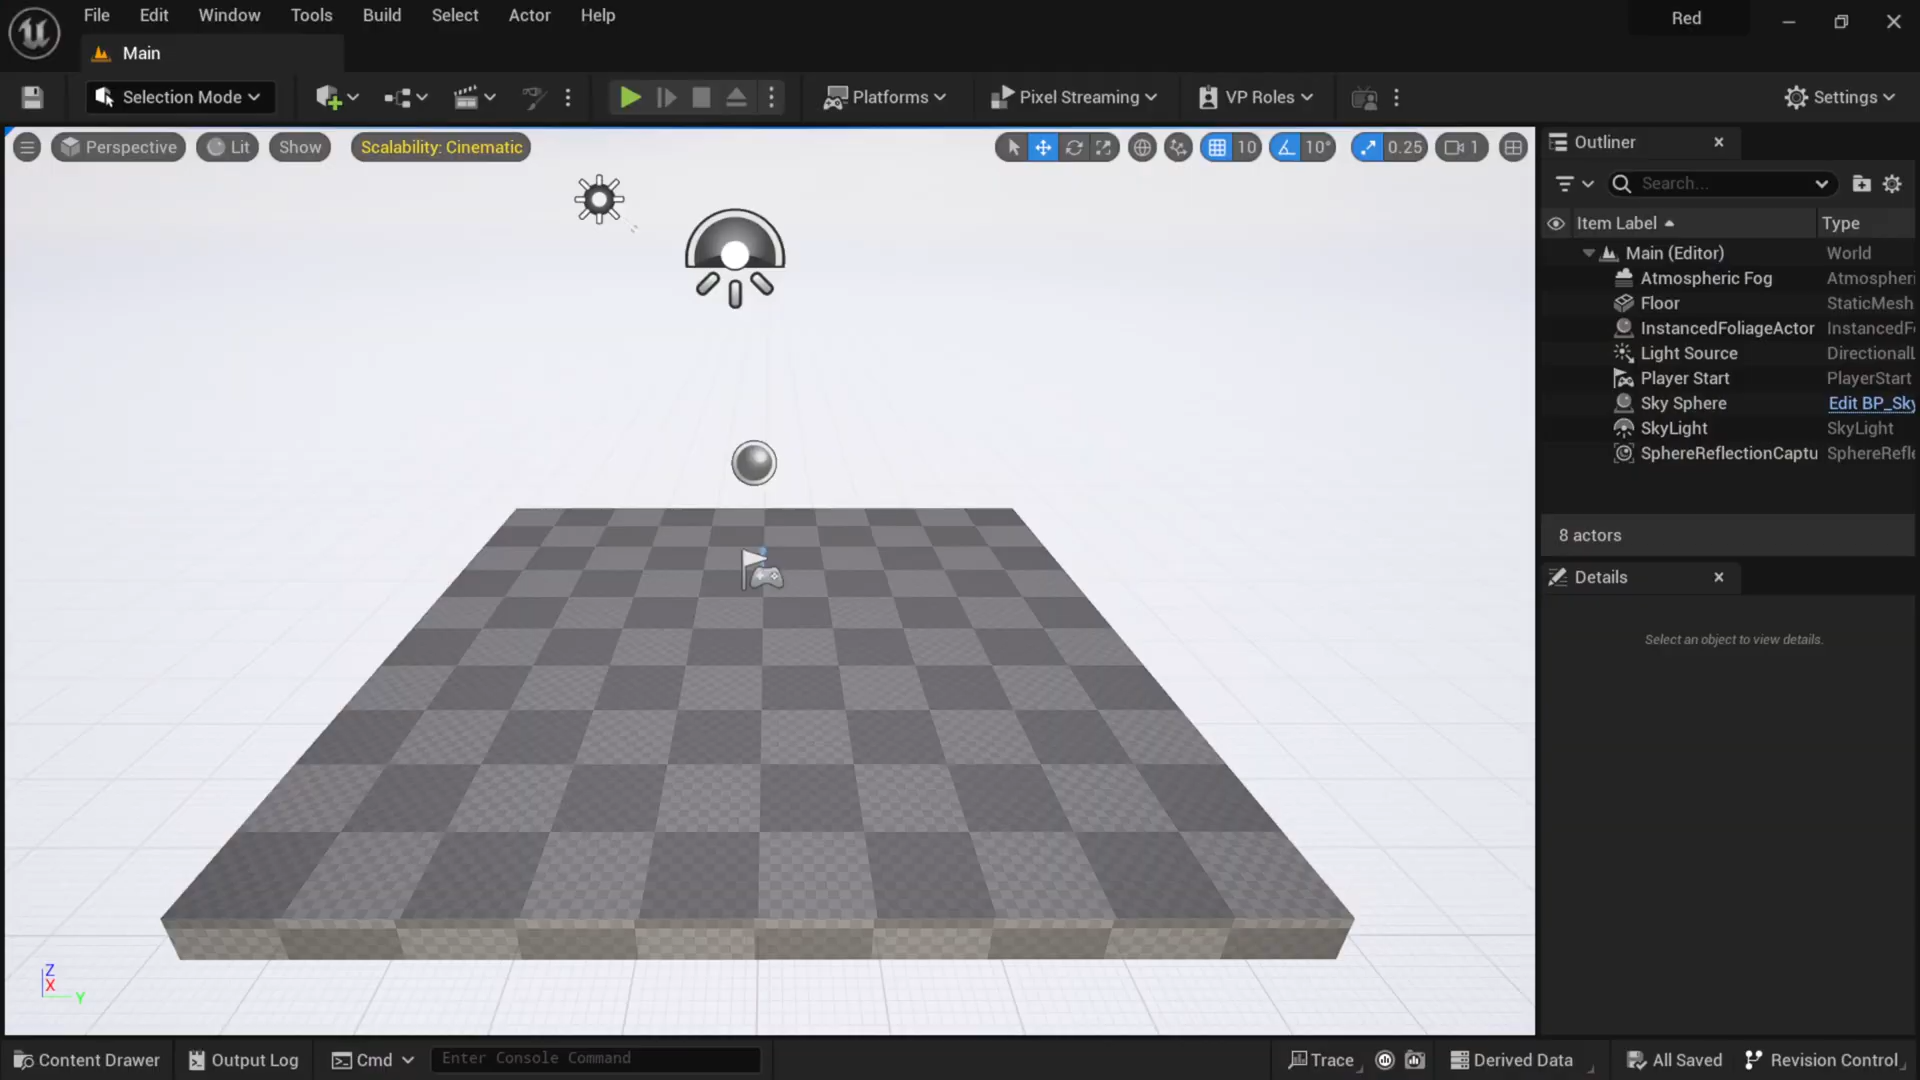 File Edit Window Tools Build Select Actor Help
Red
Main
Selection Mode
Platforms
Pixel Streaming
VP Roles
Settings
Perspective
Lit
Show
Scalability: Cinematic
10
10°
0.25
1
Outliner
Search...
Item Label
Type
Main (Editor) World
Atmospheric Fog Atmospheri
Floor StaticMesh
InstancedFoliageActor InstancedF
Light Source Directional
Player Start PlayerStart
Sky Sphere Edit BP_Sky
SkyLight SkyLight
SphereReflectionCaptu SphereRefle
8 actors
Details
Select an object to view details.
Z
X
Y
Content Drawer
Output Log
Cmd
Enter Console Command
Trace
Derived Data
All Saved
Revision Control